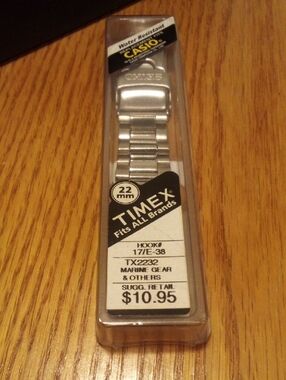 Water Resistant
CASIO
22
mm
TIMEX
Fits ALL Brands
HOOK#
17/E-38
TX2232
MARINE GEAR
& OTHERS
SUGG. RETAIL
$10.95